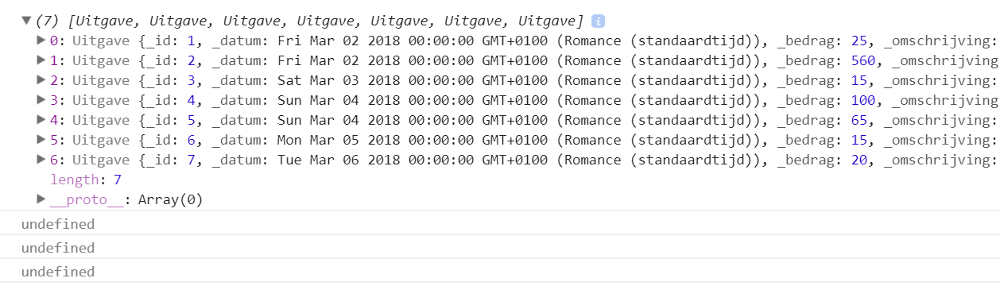 ▼(7) [Uitgave, Uitgave, Uitgave, Uitgave, Uitgave, Uitgave, Uitgave] i
▶0: Uitgave {_id: 1, _datum: Fri Mar 02 2018 00:00:00 GMT+0100 (Romance (standaardtijd)), _bedrag: 25, _omschrijving:
▶1: Uitgave {_id: 2, _datum: Fri Mar 02 2018 00:00:00 GMT+0100 (Romance (standaardtijd)), _bedrag: 560, _omschrijving
▶2: Uitgave {_id: 3, _datum: Sat Mar 03 2018 00:00:00 GMT+0100 (Romance (standaardtijd)), _bedrag: 15, _omschrijving:
▶3: Uitgave {_id: 4, _datum: Sun Mar 04 2018 00:00:00 GMT+0100 (Romance (standaardtijd)), _bedrag: 100, _omschrijving
▶4: Uitgave {_id: 5, _datum: Sun Mar 04 2018 00:00:00 GMT+0100 (Romance (standaardtijd)), _bedrag: 65, _omschrijving:
▶5: Uitgave {_id: 6, _datum: Mon Mar 05 2018 00:00:00 GMT+0100 (Romance (standaardtijd)), _bedrag: 15, _omschrijving:
▶6: Uitgave {_id: 7, _datum: Tue Mar 06 2018 00:00:00 GMT+0100 (Romance (standaardtijd)), _bedrag: 20, _omschrijving:
length: 7
▶__proto__: Array(0)
undefined
undefined
undefined